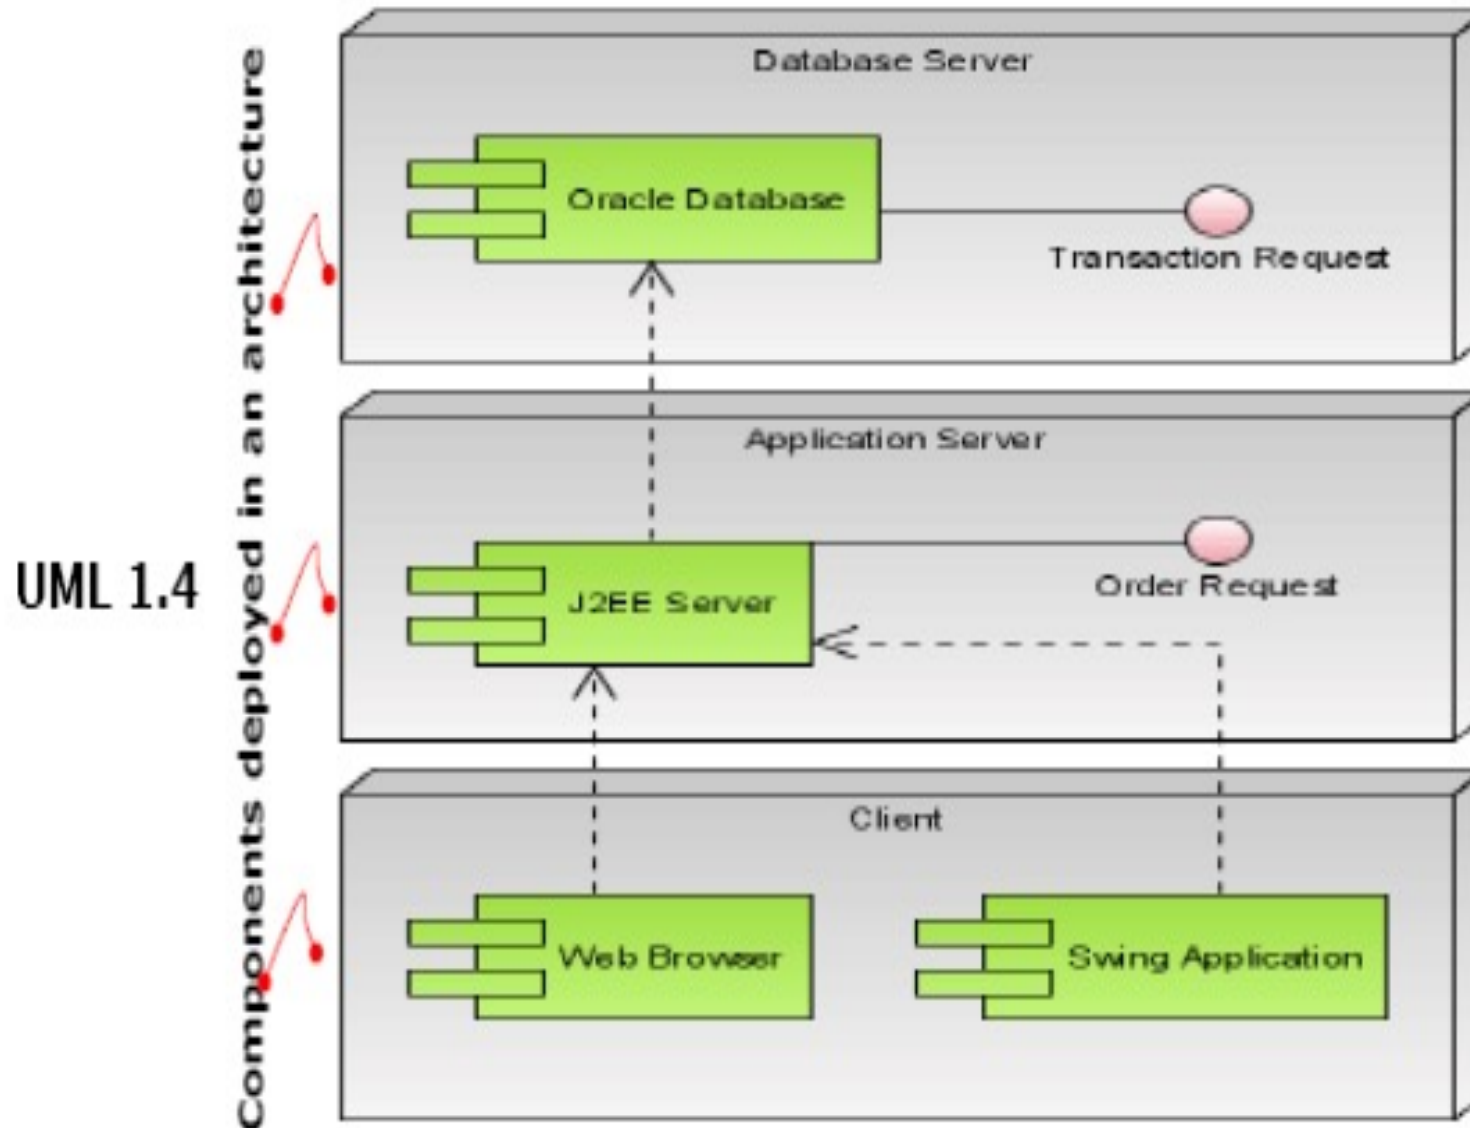 UML 1.4
Components deployed in an architecture
Database Server
Oracle Database
Transaction Request
Application Server
J2EE Server
Order Request
Client
Web Browser
Swing Application